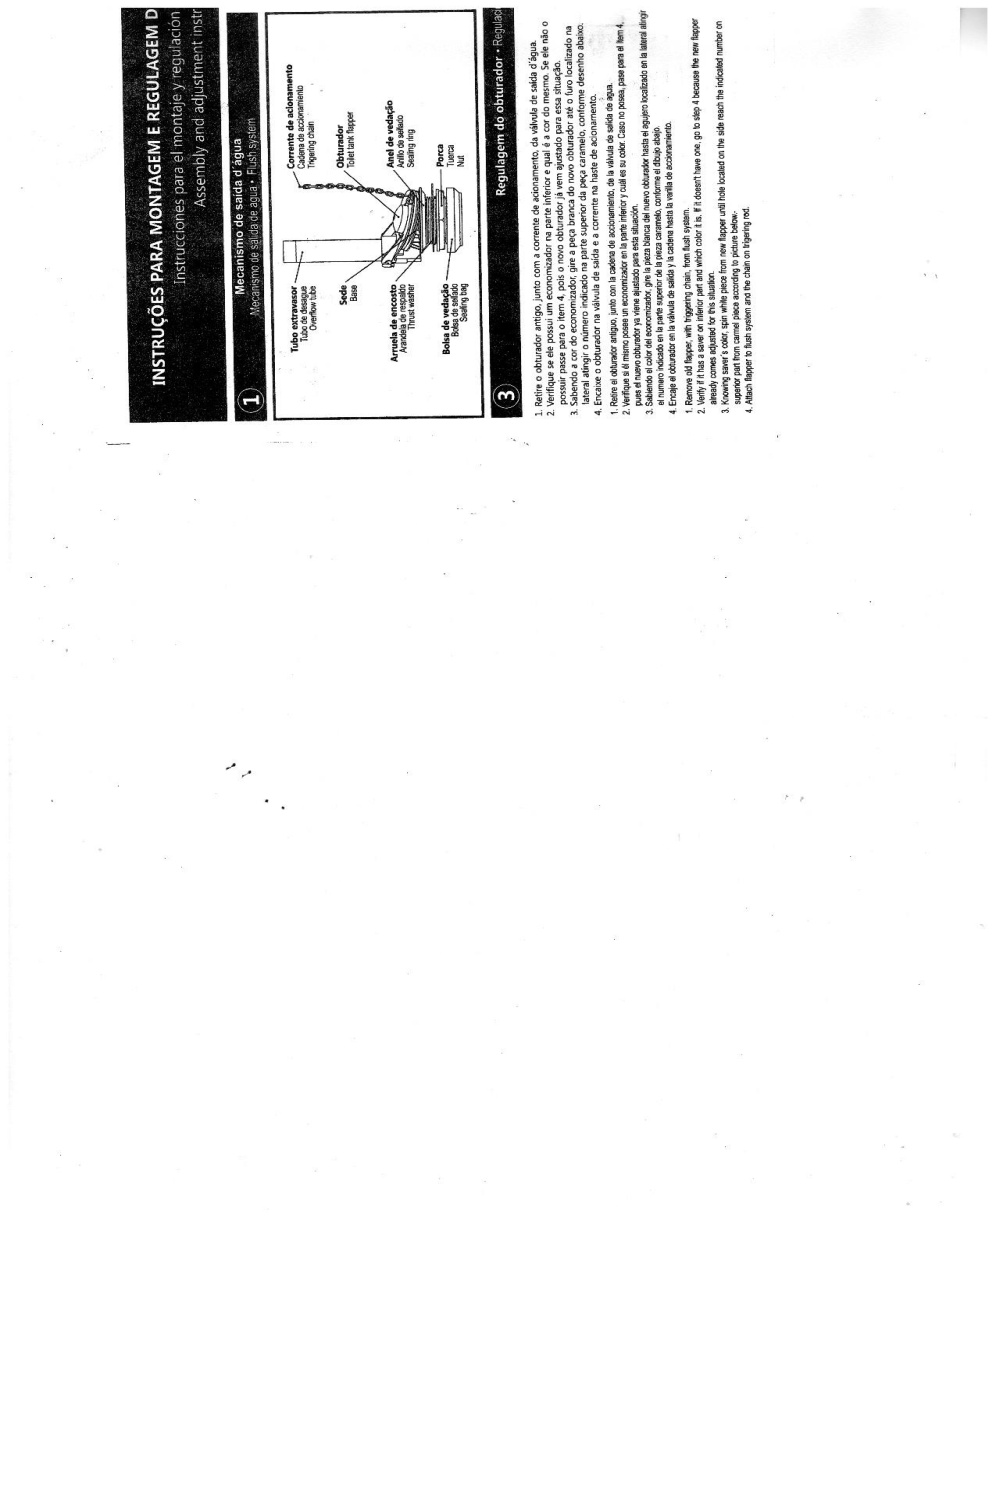 INSTRUÇÕES PARA MONTAGEM E REGULAGEM D
Instrucciones para el montaje y regulación
Assembly and adjustment instr
1
Mecanismo de saída d'água
Mecanismo de salida de agua • Flush system
Tubo extravasor
Tubo de desague
Overflow tube
Corrente de acionamento
Cadena de accionamiento
Trigering chain
Sede
Base
Obturador
Toilet tank flapper
Arruela de encosto
Arandela de respaldo
Thrust washer
Anel de vedação
Anillo de sellado
Sealing ring
Bolsa de vedação
Bolsa de sellado
Sealing bag
Porca
Tuerca
Nut
3
Regulagem do obturador • Regulaci
1. Retire o obturador antigo, junto com a corrente de acionamento, da válvula de saída d'água.
2. Verifique se ele possui um economizador na parte inferior e qual é a cor do mesmo. Se ele não o
possuir passe para o item 4, pois o novo obturador já vem ajustado para essa situação.
3. Sabendo a cor do economizador, gire a peça branca do novo obturador até o furo localizado na
lateral atingir o número indicado na parte superior da peça caramelo, conforme desenho abaixo.
4. Encaixe o obturador na válvula de saída e a corrente na haste de acionamento.
1. Retire el obturador antiguo, junto con la cadena de accionamiento, de la válvula de salida de agua.
2. Verifique si él mismo posee un economizador en la parte inferior y cuál es su color. Caso no posea, pase para el item 4,
pues el nuevo obturador ya viene ajustado para esta situación.
3. Sabiendo el color del economizador, gire la pieza blanca del nuevo obturador hasta el agujero localizado en la lateral atingir
el numero indicado en la parte superior de la pieza caramelo, conforme el dibujo abajo.
4. Encaje el obturador en la válvula de salida y la cadena hasta la varilla de accionamiento.
1. Remove old flapper, with triggering chain, from flush system.
2. Verify if it has a saver on inferior part and which color it is. If it doesn't have one, go to step 4 because the new flapper
already comes adjusted for this situation.
3. Knowing saver's color, spin while piece from new flapper until hole located on the side reach the indicated number on
superior part from carmel piece according to picture below.
4. Attach flapper to flush system and the chain on trigering red.